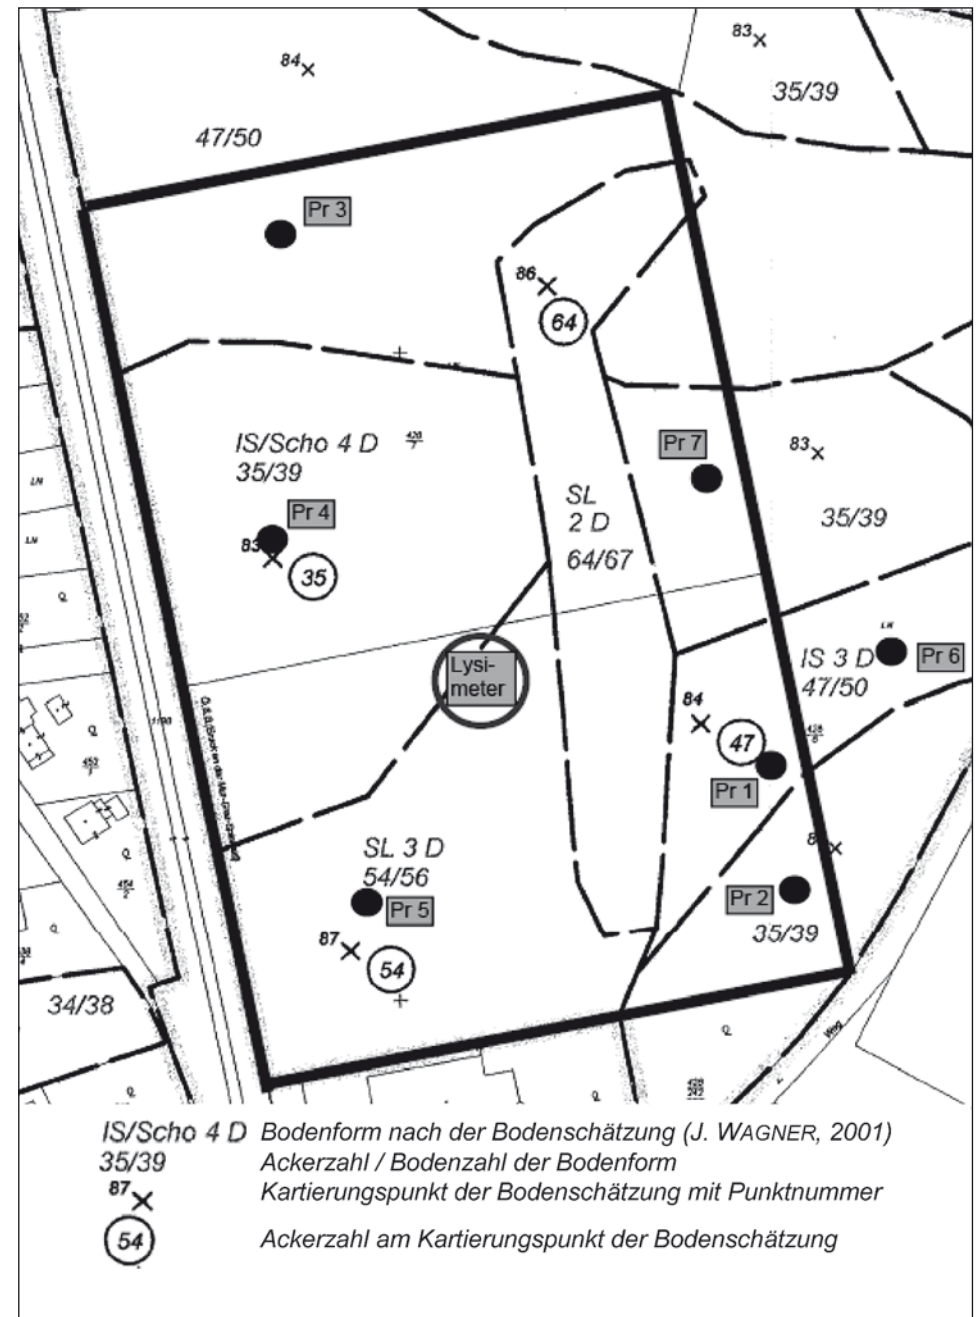 83
84
35/39
47/50
Pr 3
86
64
lS/Scho 4 D
35/39
Pr 7
83
Pr 4
83
35
SL
2 D
64/67
35/39
Lysi-
meter
lS 3 D
47/50
Pr 6
84
47
Pr 1
SL 3 D
54/56
Pr 5
Pr 2
35/39
87
54
34/38
Weg
lS/Scho 4 D Bodenform nach der Bodenschätzung (J. WAGNER, 2001)
35/39 Ackerzahl / Bodenzahl der Bodenform
87 Kartierungspunkt der Bodenschätzung mit Punktnummer
54 Ackerzahl am Kartierungspunkt der Bodenschätzung